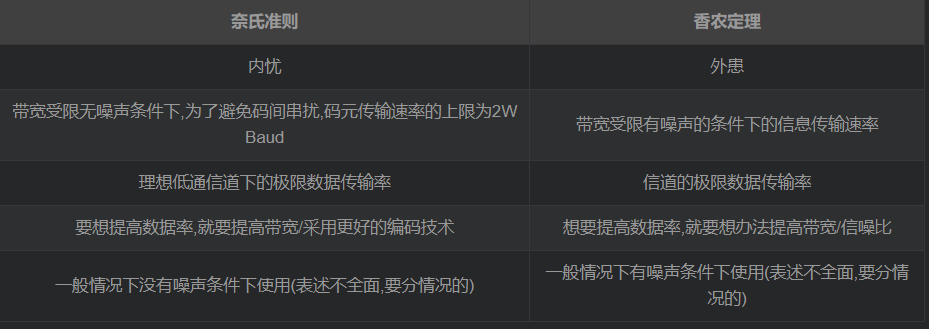 奈氏准则
香农定理
内忧
外患
带宽受限无噪声条件下,为了避免码间串扰,码元传输速率的上限为2W
Baud
带宽受限有噪声的条件下的信息传输速率
理想低通信道下的极限数据传输率
信道的极限数据传输率
要想提高数据率,就要提高带宽/采用更好的编码技术
想要提高数据率,就要想办法提高带宽/信噪比
一般情况下没有噪声条件下使用(表述不全面,要分情况的)
一般情况下有噪声条件下使用(表述不全面,要分情
况的)